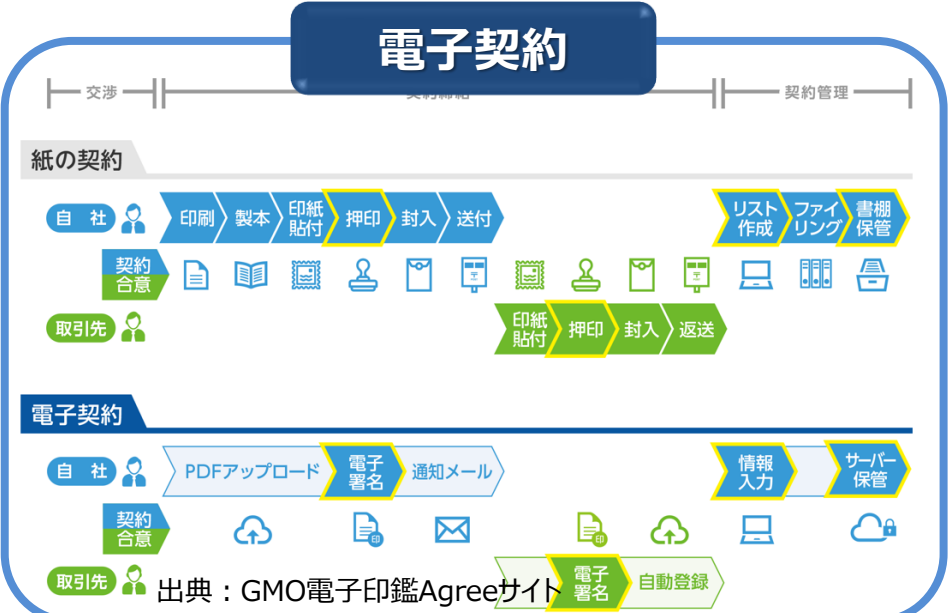 電子契約
交渉
契約管理
紙の契約
自 社
印刷
製本
印紙
貼付
押印
封入
送付
リスト
作成
ファイ
リング
書棚
保管
契約
合意
取引先
印紙
貼付
押印
封入
返送
電子契約
自 社
PDFアップロード
電子
署名
通知メール
情報
入力
サーバー
保管
契約
合意
印
印
取引先
出典：GMO電子印鑑Agreeサイト
電子
署名
自動登録